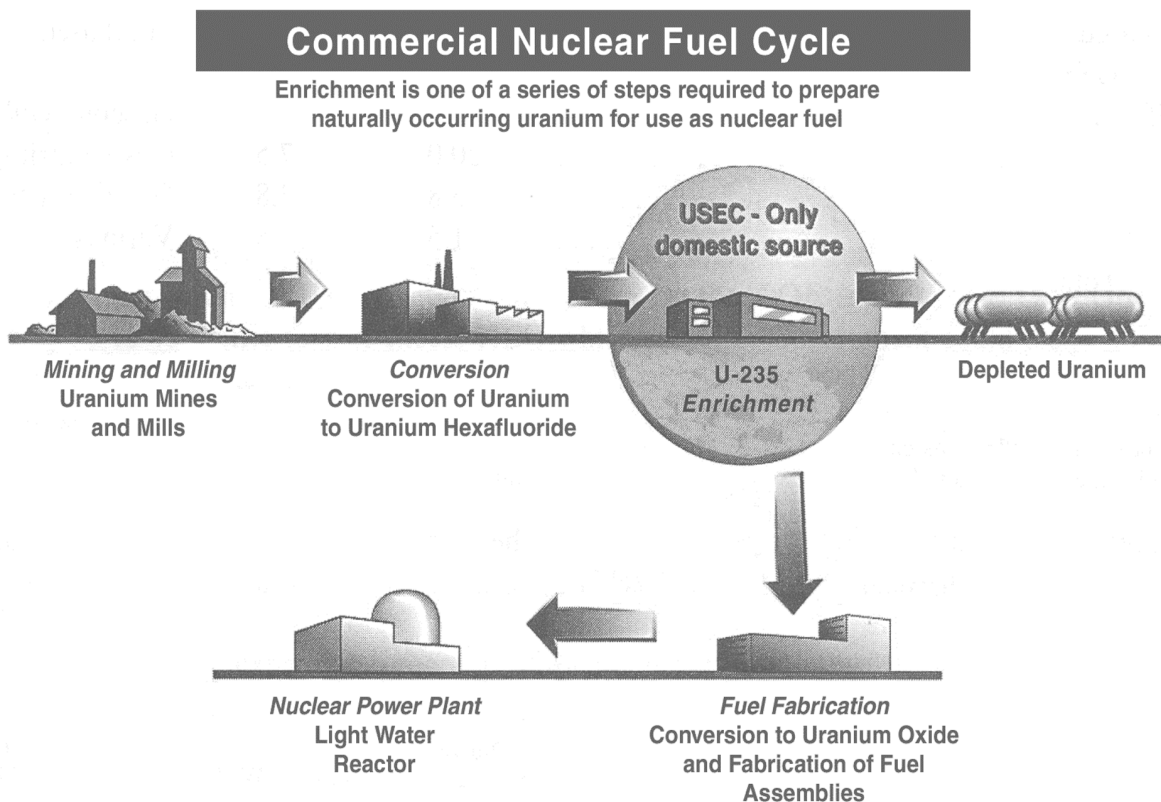 Commercial Nuclear Fuel Cycle
Enrichment is one of a series of steps required to prepare
naturally occurring uranium for use as nuclear fuel
USEC - Only
domestic source
Mining and Milling
Uranium Mines
and Mills
Conversion
Conversion of Uranium
to Uranium Hexafluoride
U-235
Enrichment
Depleted Uranium
Nuclear Power Plant
Light Water
Reactor
Fuel Fabrication
Conversion to Uranium Oxide
and Fabrication of Fuel
Assemblies